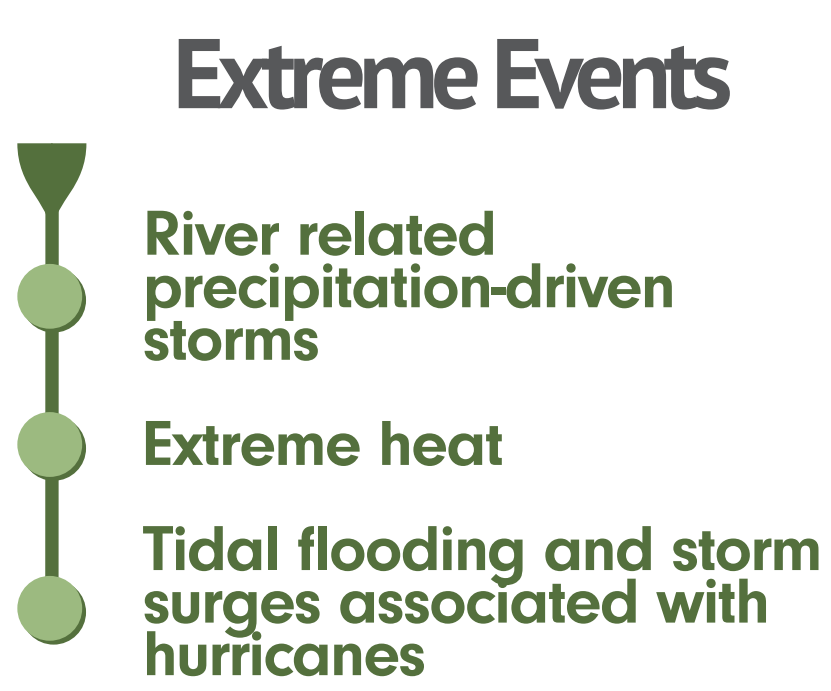 Extreme Events
River related
precipitation-driven
storms
Extreme heat
Tidal flooding and storm
surges associated with
hurricanes